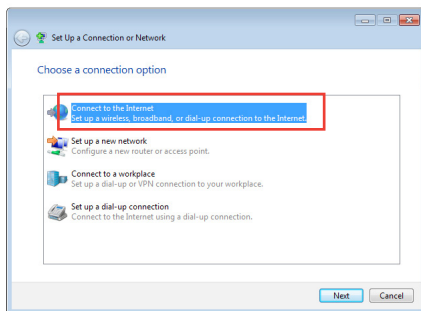 Set Up a Connection or Network
Choose a connection option
Connect to the Internet
Set up a wireless, broadband, or dial-up connection to the Internet.
Set up a new network
Configure a new router or access point.
Connect to a workplace
Set up a dial-up or VPN connection to your workplace.
Set up a dial-up connection
Connect to the Internet using a dial-up connection.
Next Cancel